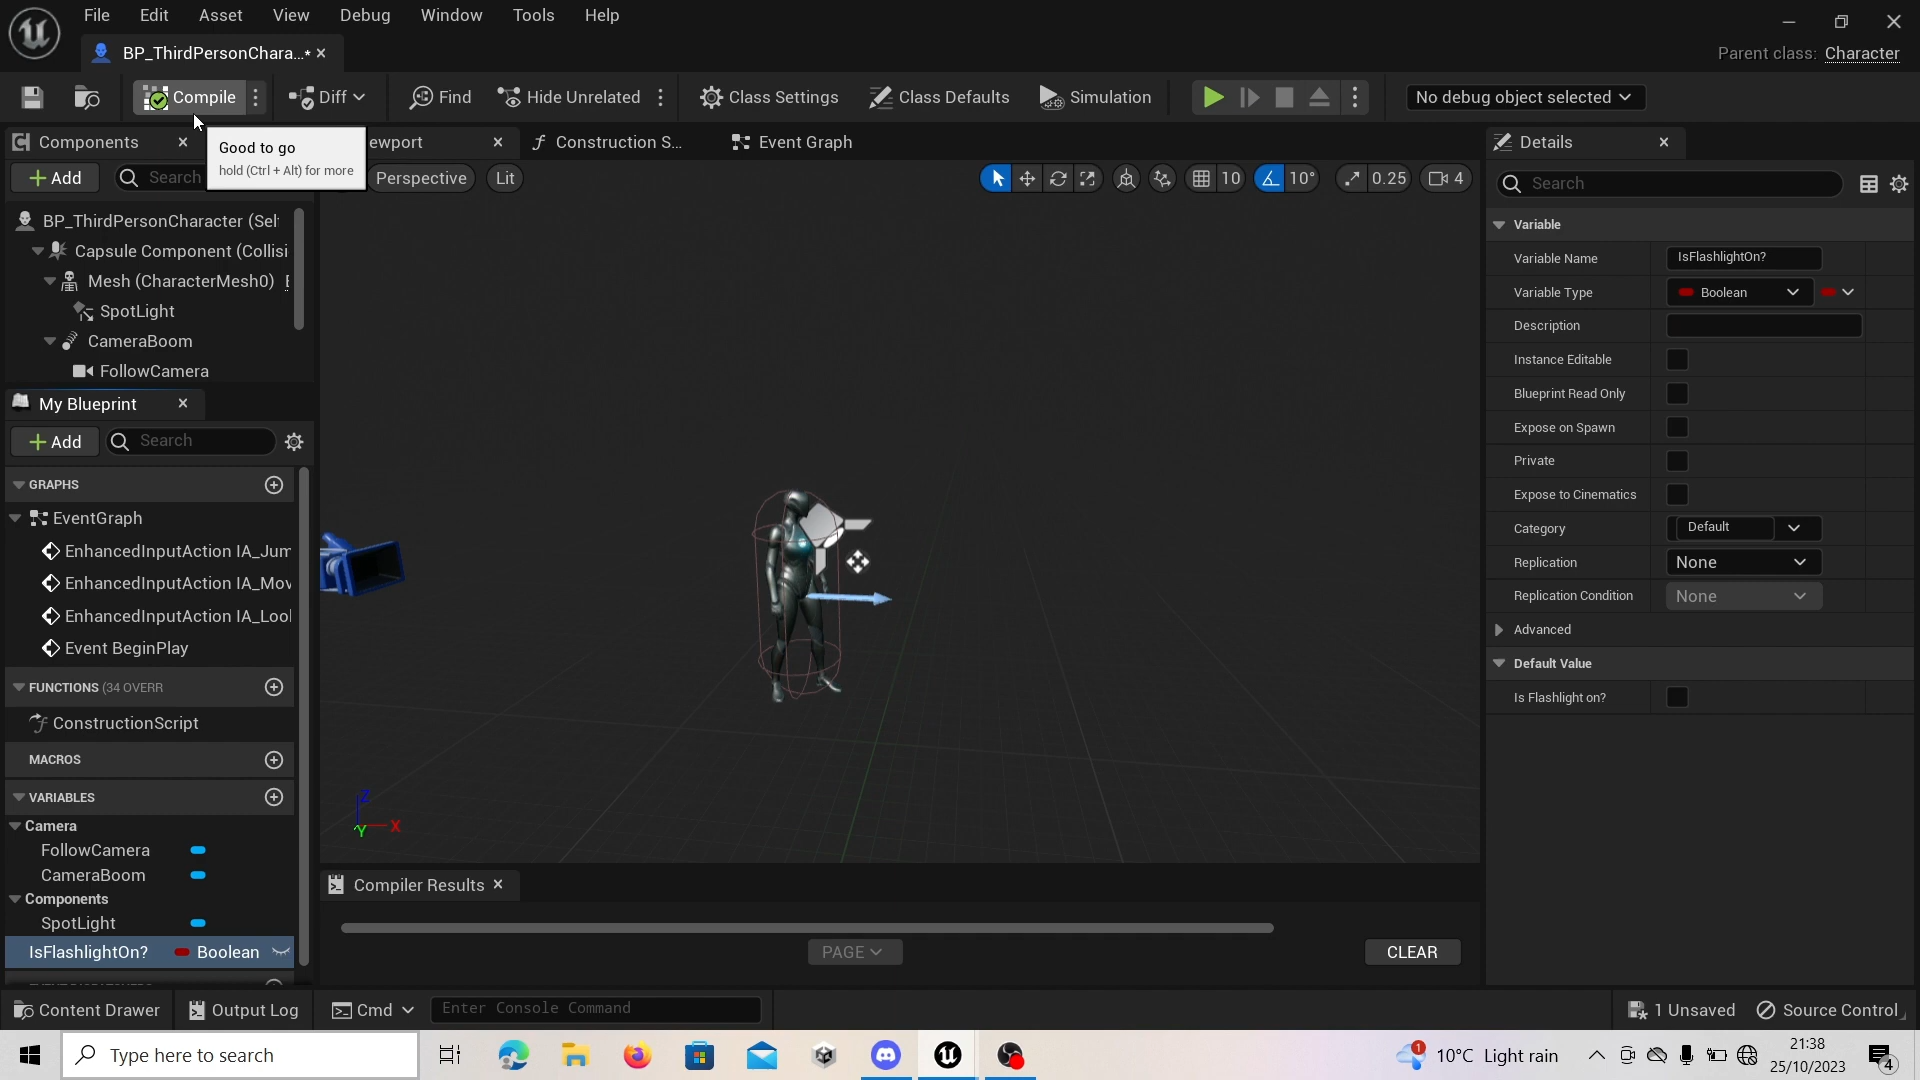 File Edit Asset View Debug Window Tools Help
BP_ThirdPersonChara...*
Parent class: Character
Compile Diff Find Hide Unrelated Class Settings Class Defaults Simulation No debug object selected
Components ewport Construction S... Event Graph Details
Good to go
hold (Ctrl + Alt) for more
Add Search Perspective Lit 10 10° 0.25 4 Search
BP_ThirdPersonCharacter (Sel
Capsule Component (Collisi
Mesh (CharacterMesh0)
SpotLight
CameraBoom
FollowCamera
My Blueprint
Add Search
GRAPHS
EventGraph
EnhancedInputAction IA_Jum
EnhancedInputAction IA_Mov
EnhancedInputAction IA_Loo
Event BeginPlay
FUNCTIONS (34 OVERR
ConstructionScript
MACROS
VARIABLES
Camera
FollowCamera
CameraBoom
Components
SpotLight
IsFlashlightOn? Boolean
Z
X
Y
Compiler Results
PAGE CLEAR
Variable
Variable Name IsFlashlightOn?
Variable Type Boolean
Description
Instance Editable
Blueprint Read Only
Expose on Spawn
Private
Expose to Cinematics
Category Default
Replication None
Replication Condition None
Advanced
Default Value
Is Flashlight on?
Content Drawer Output Log Cmd Enter Console Command 1 Unsaved Source Control
Type here to search 1 10°C Light rain 21:38
25/10/2023 4